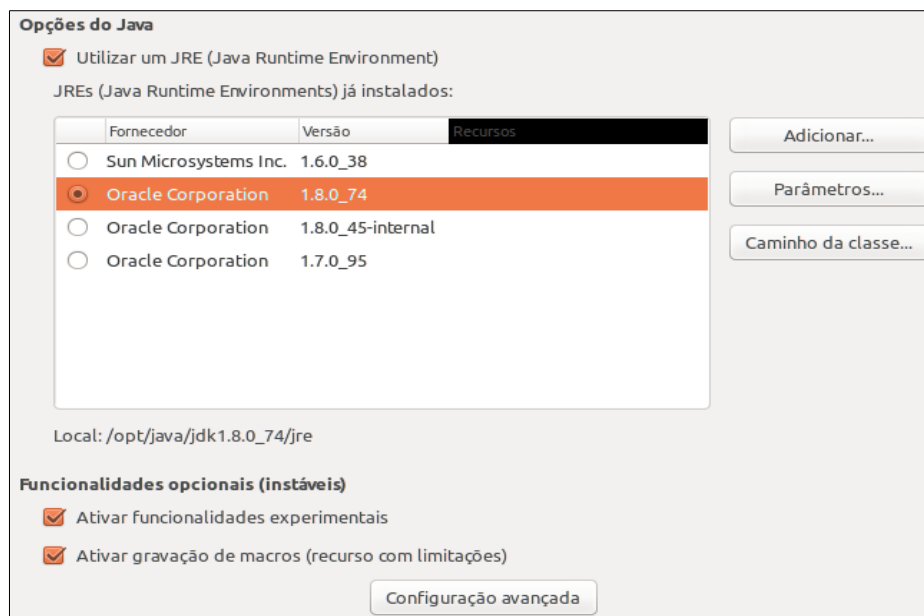 Opções do Java
Utilizar um JRE (Java Runtime Environment)
JREs (Java Runtime Environments) já instalados:
Fornecedor Versão Recursos
Adicionar...
Sun Microsystems Inc. 1.6.0_38
Oracle Corporation 1.8.0_74
Parâmetros...
Oracle Corporation 1.8.0_45-internal
Caminho da classe...
Oracle Corporation 1.7.0_95
Local: /opt/java/jdk1.8.0_74/jre
Funcionalidades opcionais (instáveis)
Ativar funcionalidades experimentais
Ativar gravação de macros (recurso com limitações)
Configuração avançada